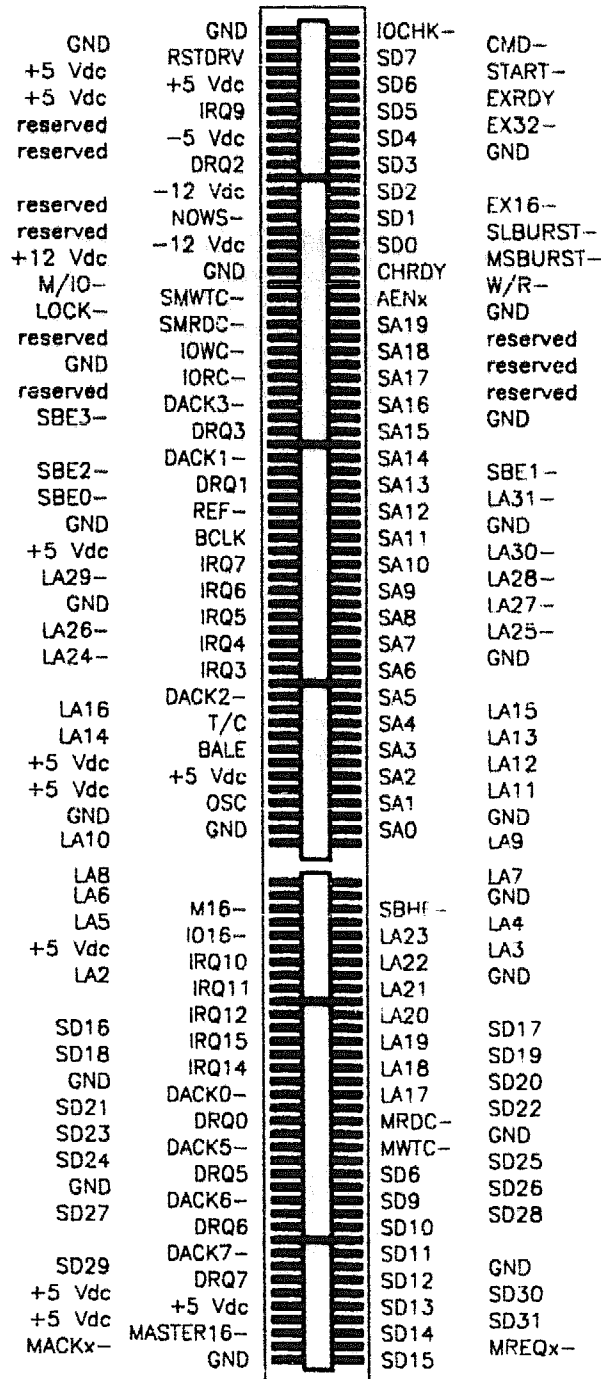 GND IOCHK-
GND CMD-
RSTDRV SD7
+5 Vdc START-
+5 Vdc SD6
+5 Vdc EXRDY
IRQ9 SD5
reserved EX32-
-5 Vdc SD4
reserved GND
DRQ2 SD3
-12 Vdc SD2
reserved EX16-
NOWS- SD1
reserved SLBURST-
-12 Vdc SD0
+12 Vdc MSBURST-
GND CHRDY
M/IO- W/R-
SMWTC- AENx
LOCK- GND
SMRDC- SA19
reserved reserved
IOWC- SA18
GND reserved
IORC- SA17
reserved reserved
DACK3- SA16
SBE3- GND
DRQ3 SA15
DACK1- SA14
SBE2- SBE1-
DRQ1 SA13
SBE0- LA31-
REF- SA12
GND GND
BCLK SA11
+5 Vdc LA30-
IRQ7 SA10
LA29- LA28-
IRQ6 SA9
GND LA27-
IRQ5 SA8
LA26- LA25-
IRQ4 SA7
LA24- GND
IRQ3 SA6
DACK2- SA5
LA16 LA15
T/C SA4
LA14 LA13
BALE SA3
+5 Vdc LA12
+5 Vdc SA2
+5 Vdc LA11
OSC SA1
GND GND
GND SA0
LA10 LA9
LA8 LA7
LA6 GND
M16- SBHE-
LA5 LA4
IO16- LA23
+5 Vdc LA3
IRQ10 LA22
LA2 GND
IRQ11 LA21
IRQ12 LA20
SD16 SD17
IRQ15 LA19
SD18 SD19
IRQ14 LA18
GND SD20
DACK0- LA17
SD21 SD22
DRQ0 MRDC-
SD23 GND
DACK5- MWTC-
SD24 SD25
DRQ5 SD6
GND SD26
DACK6- SD9
SD27 SD28
DRQ6 SD10
DACK7- SD11
SD29 GND
DRQ7 SD12
+5 Vdc SD30
+5 Vdc SD13
+5 Vdc SD31
MASTER16- SD14
MACKx- MREQx-
GND SD15